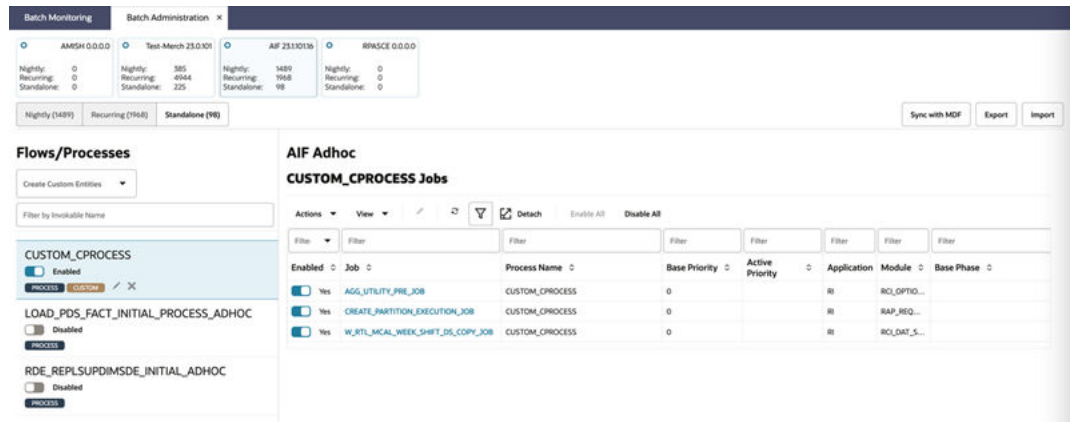 Batch Monitoring Batch Administration ×
AMISH 0.0.0.0
Nightly: 0
Recurring: 0
Standalone: 0
Test-Merch 23.0.101
Nightly: 585
Recurring: 4944
Standalone: 225
AIF 23.1.101.16
Nightly: 1489
Recurring: 1968
Standalone: 98
RPASCE 0.0.0.0
Nightly: 0
Recurring: 0
Standalone: 0
Nightly (1489) Recurring (1968) Standalone (98) Sync with MDF Export Import
Flows/Processes
Create Custom Entities
Filter by Invokable Name
CUSTOM_CPROCESS
Enabled
PROCESS CUSTOM
LOAD_PDS_FACT_INITIAL_PROCESS_ADHOC
Disabled
PROCESS
RDE_REPLSUPDIMSDE_INITIAL_ADHOC
Disabled
PROCESS
AIF Adhoc
CUSTOM_CPROCESS Jobs
Actions View Detach Enable All Disable All
Filte Filter Filter Filter Filter Filter Filter Filter
Enabled Job Process Name Base Priority Active Priority Application Module Base Phase
Yes AGG_UTILITY_PRE_JOB CUSTOM_CPROCESS 0 RI RCI_OPTIO...
Yes CREATE_PARTITION_EXECUTION_JOB CUSTOM_CPROCESS 0 RI RAP_REQ...
Yes W_RTL_MCAL_WEEK_SHIFT_DS_COPY_JOB CUSTOM_CPROCESS 0 RI RCI_DAT_S...